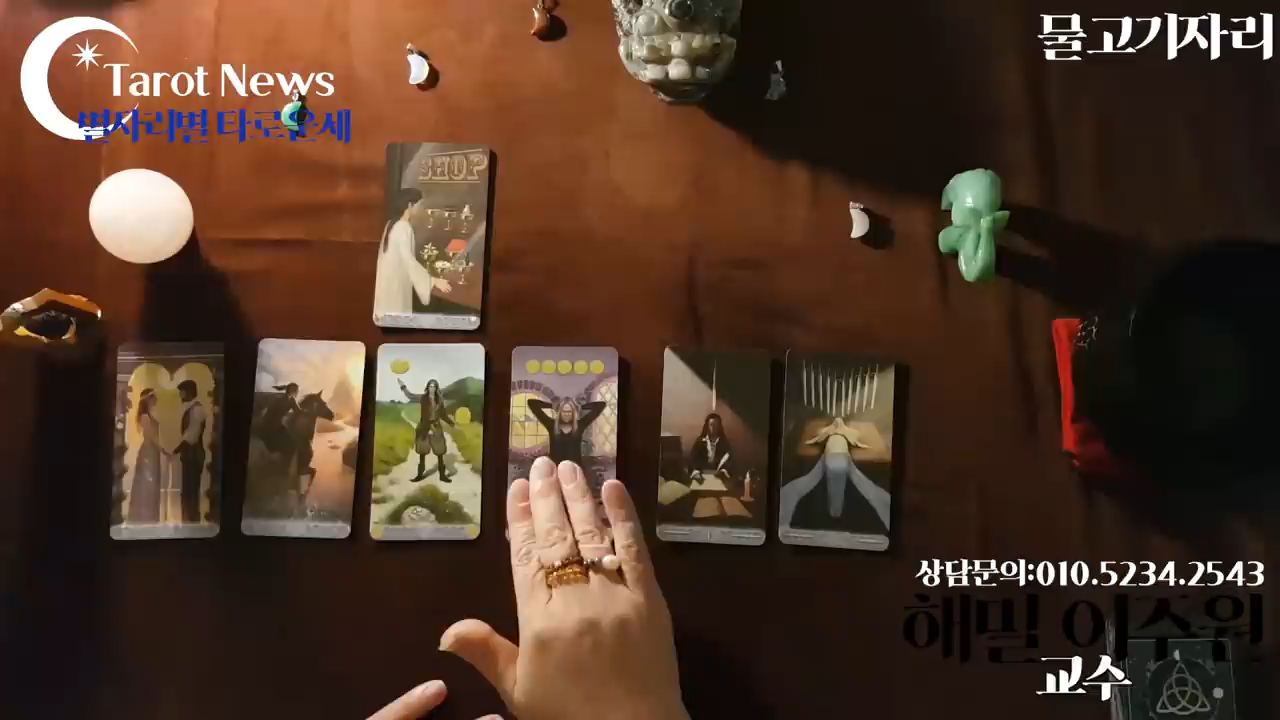 물고기자리
Tarot News
별자리별 타로운세
SHOP
상담문의:010.5234.2543
해밀 이주원
교수